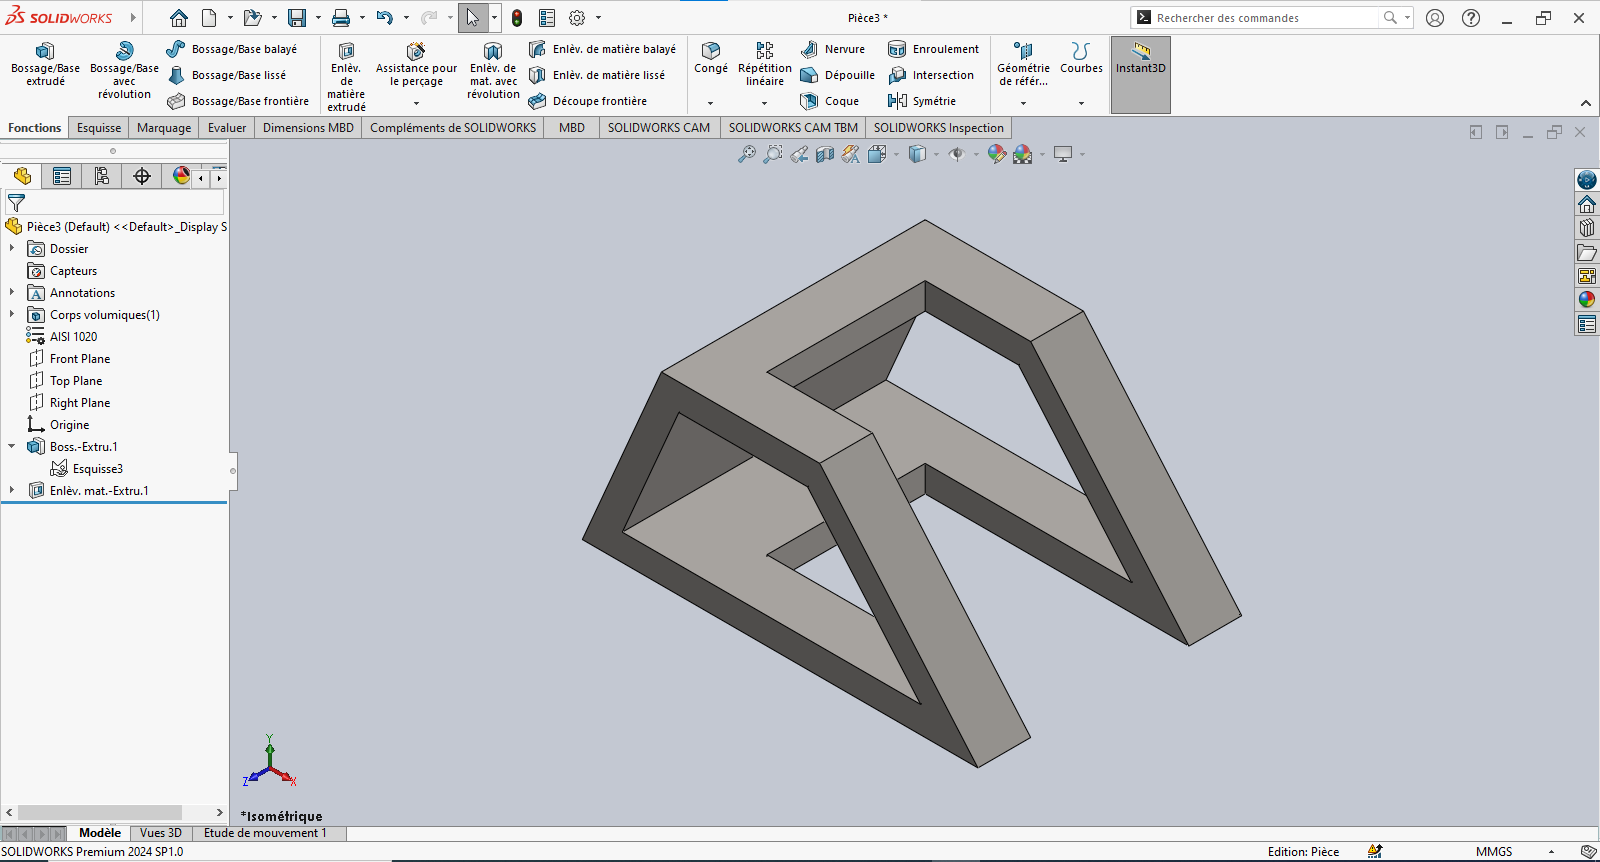 SOLIDWORKS
Pièce3 *
Rechercher des commandes
Bossage/Base extrudé
Bossage/Base avec révolution
Bossage/Base balayé
Bossage/Base lissé
Bossage/Base frontière
Enlèv. de matière extrudé
Assistance pour le perçage
Enlèv. de mat. avec révolution
Enlèv. de matière balayé
Enlèv. de matière lissé
Découpe frontière
Congé
Répétition linéaire
Nervure
Dépouille
Coque
Enroulement
Intersection
Symétrie
Géométrie de référ...
Courbes
Instant3D
Fonctions
Esquisse
Marquage
Evaluer
Dimensions MBD
Compléments de SOLIDWORKS
MBD
SOLIDWORKS CAM
SOLIDWORKS CAM TBM
SOLIDWORKS Inspection
Pièce3 (Default) <<Default>_Display S
Dossier
Capteurs
Annotations
Corps volumiques(1)
AISI 1020
Front Plane
Top Plane
Right Plane
Origine
Boss.-Extru.1
Esquisse3
Enlèv. mat.-Extru.1
Y
Z
X
*Isométrique
Modèle
Vues 3D
Etude de mouvement 1
SOLIDWORKS Premium 2024 SP1.0
Edition: Pièce
MMGS